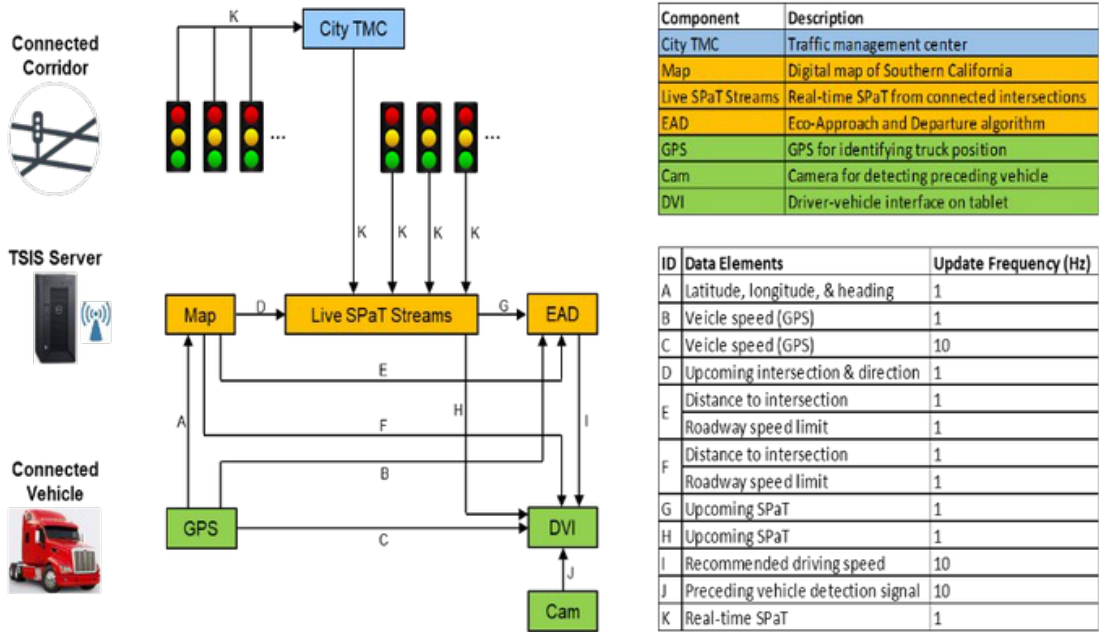 Connected
Corridor
TSIS Server
Connected
Vehicle
K
City TMC
...
...
K
K
K
K
Map
D
Live SPaT Streams
G
EAD
E
A
F
H
I
B
GPS
C
DVI
J
Cam
Component Description
City TMC Traffic management center
Map Digital map of Southern California
Live SPaT Streams Real-time SPaT from connected intersections
EAD Eco-Approach and Departure algorithm
GPS GPS for identifying truck position
Cam Camera for detecting preceding vehicle
DVI Driver-vehicle interface on tablet
ID Data Elements Update Frequency (Hz)
A Latitude, longitude, & heading 1
B Veicle speed (GPS) 1
C Veicle speed (GPS) 10
D Upcoming intersection & direction 1
E Distance to intersection 1
Roadway speed limit 1
F Distance to intersection 1
Roadway speed limit 1
G Upcoming SPaT 1
H Upcoming SPaT 1
I Recommended driving speed 10
J Preceding vehicle detection signal 10
K Real-time SPaT 1